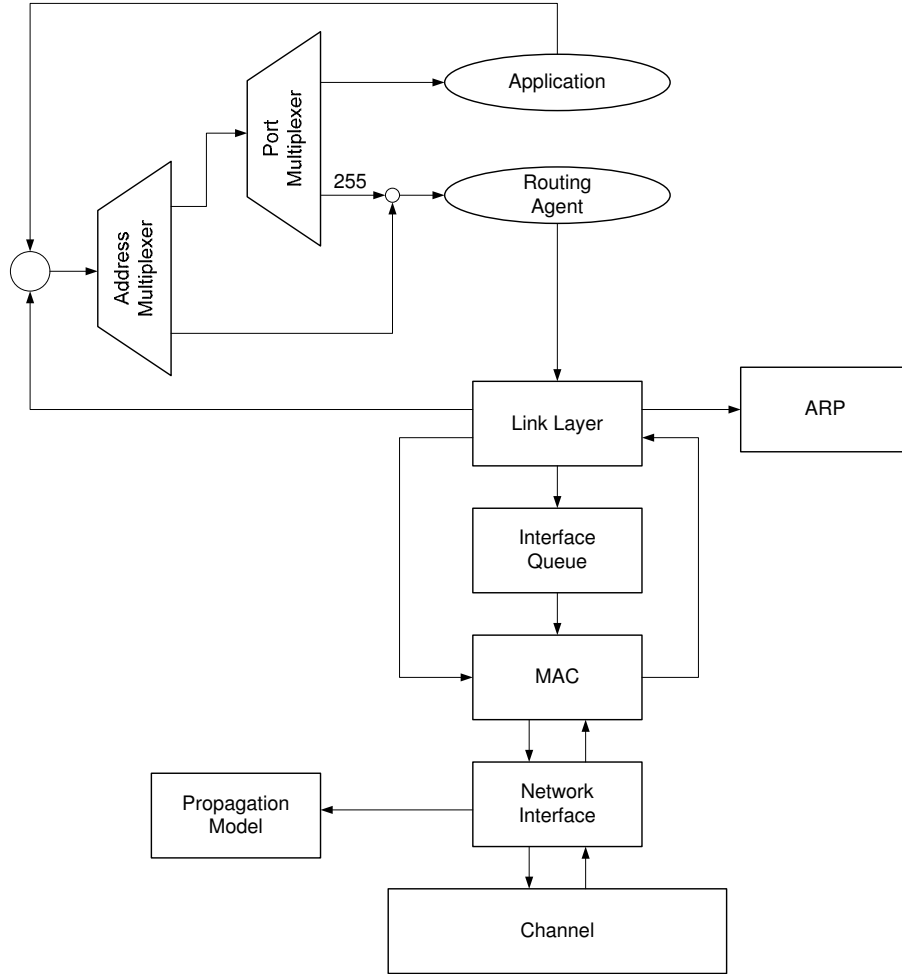 Application
Port
Multiplexer
255
Routing
Agent
Address
Multiplexer
Link Layer
ARP
Interface
Queue
MAC
Propagation
Model
Network
Interface
Channel